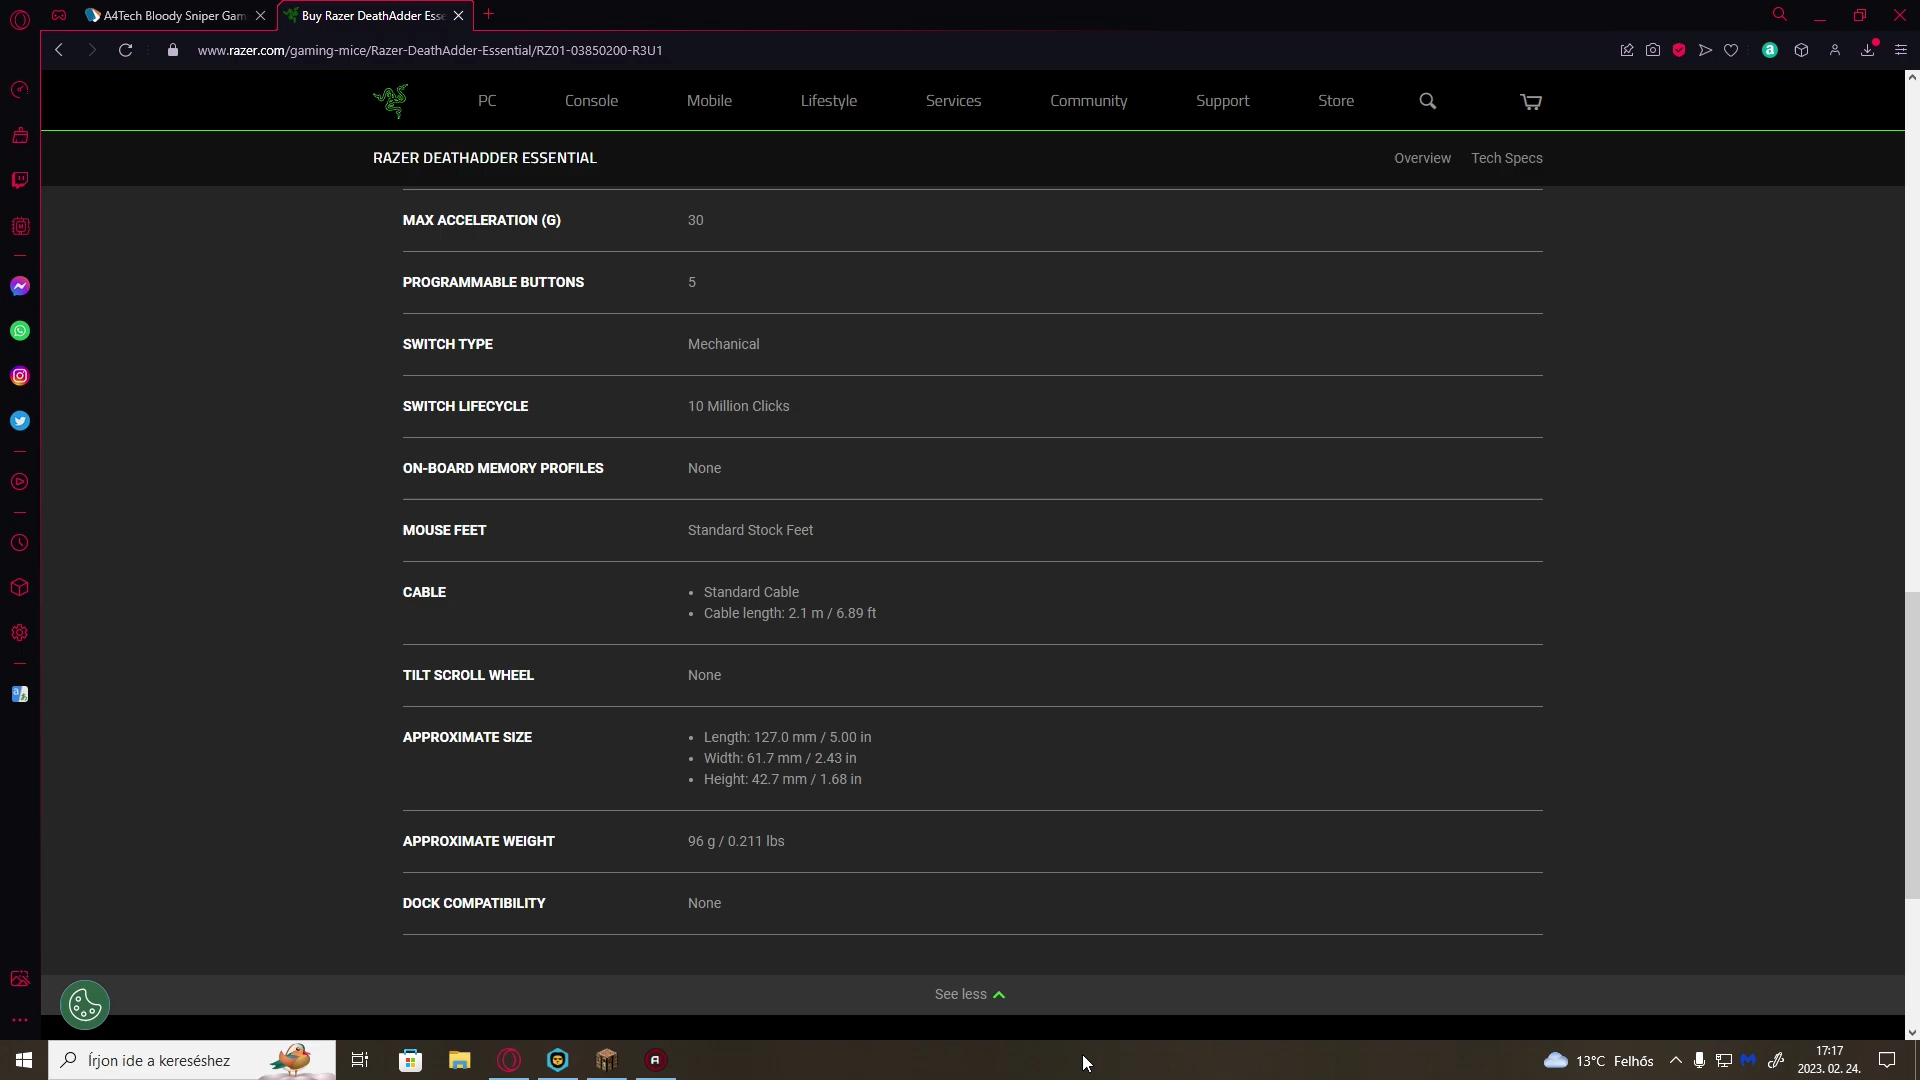 A4Tech Bloody Sniper Gam
Buy Razer DeathAdder Esse
www.razer.com/gaming-mice/Razer-DeathAdder-Essential/RZ01-03850200-R3U1
PC
Console
Mobile
Lifestyle
Services
Community
Support
Store
RAZER DEATHADDER ESSENTIAL
Overview
Tech Specs
MAX ACCELERATION (G)
30
PROGRAMMABLE BUTTONS
5
SWITCH TYPE
Mechanical
SWITCH LIFECYCLE
10 Million Clicks
ON-BOARD MEMORY PROFILES
None
MOUSE FEET
Standard Stock Feet
CABLE
• Standard Cable
• Cable length: 2.1 m / 6.89 ft
TILT SCROLL WHEEL
None
APPROXIMATE SIZE
• Length: 127.0 mm / 5.00 in
• Width: 61.7 mm / 2.43 in
• Height: 42.7 mm / 1.68 in
APPROXIMATE WEIGHT
96 g / 0.211 lbs
DOCK COMPATIBILITY
None
See less
Írjon ide a kereséshez
13°C Felhős
17:17
2023. 02. 24.